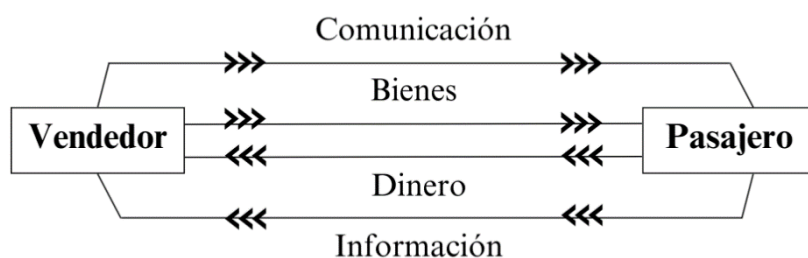 Comunicación
Bienes
Vendedor
Pasajero
Dinero
Información